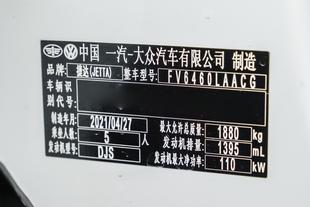 中国 一汽-大众汽车有限公司 制造
品牌: 捷达(JETTA) 整车型号 FV6460LAACG
车辆识别代号
制造年月 2021/04/27 最大允许总质量 1880 kg
乘坐人数 5 人 发动机排量 1395 mL
发动机型号 DJS 发动机最大净功率 110 kW